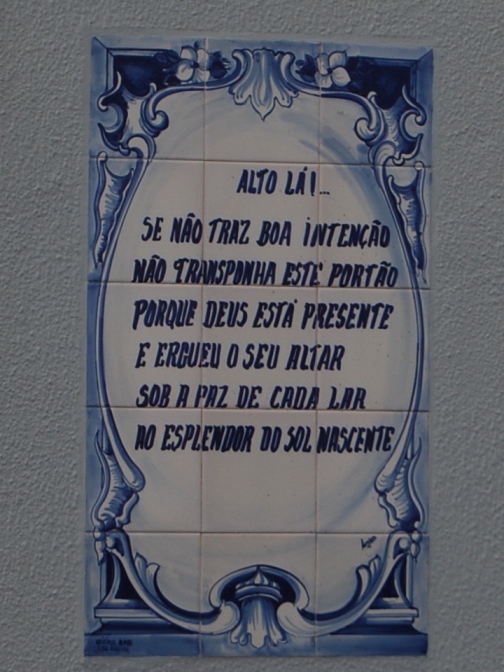 ALTO LÁ!...
SE NÃO TRAZ BOA INTENÇÃO
NÃO TRANSPONHA ESTE PORTÃO
PORQUE DEUS ESTÁ PRESENTE
E ERGUEU O SEU ALTAR
SOB A PAZ DE CADA LAR
AO ESPLENDOR DO SOL NASCENTE